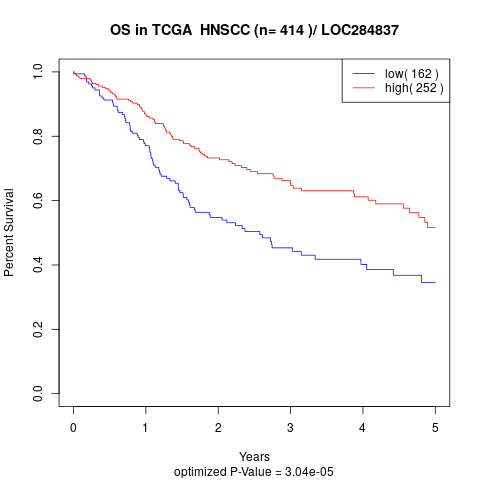 OS in TCGA  HNSCC (n= 414 )/ LOC284837
low( 162 )
high( 252 )
Percent Survival
1.0
0.8
0.6
0.4
0.2
0.0
0 1 2 3 4 5
Years
optimized P-Value = 3.04e-05